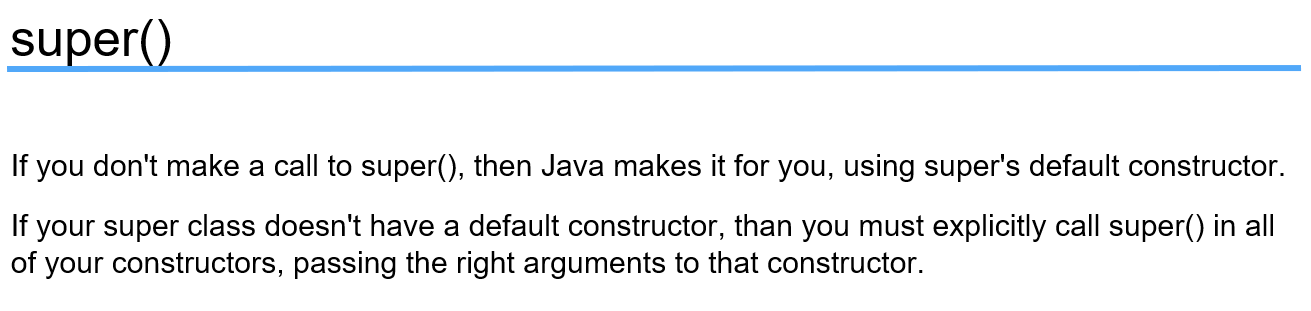 super()
If you don't make a call to super(), then Java makes it for you, using super's default constructor.
If your super class doesn't have a default constructor, than you must explicitly call super() in all
of your constructors, passing the right arguments to that constructor.